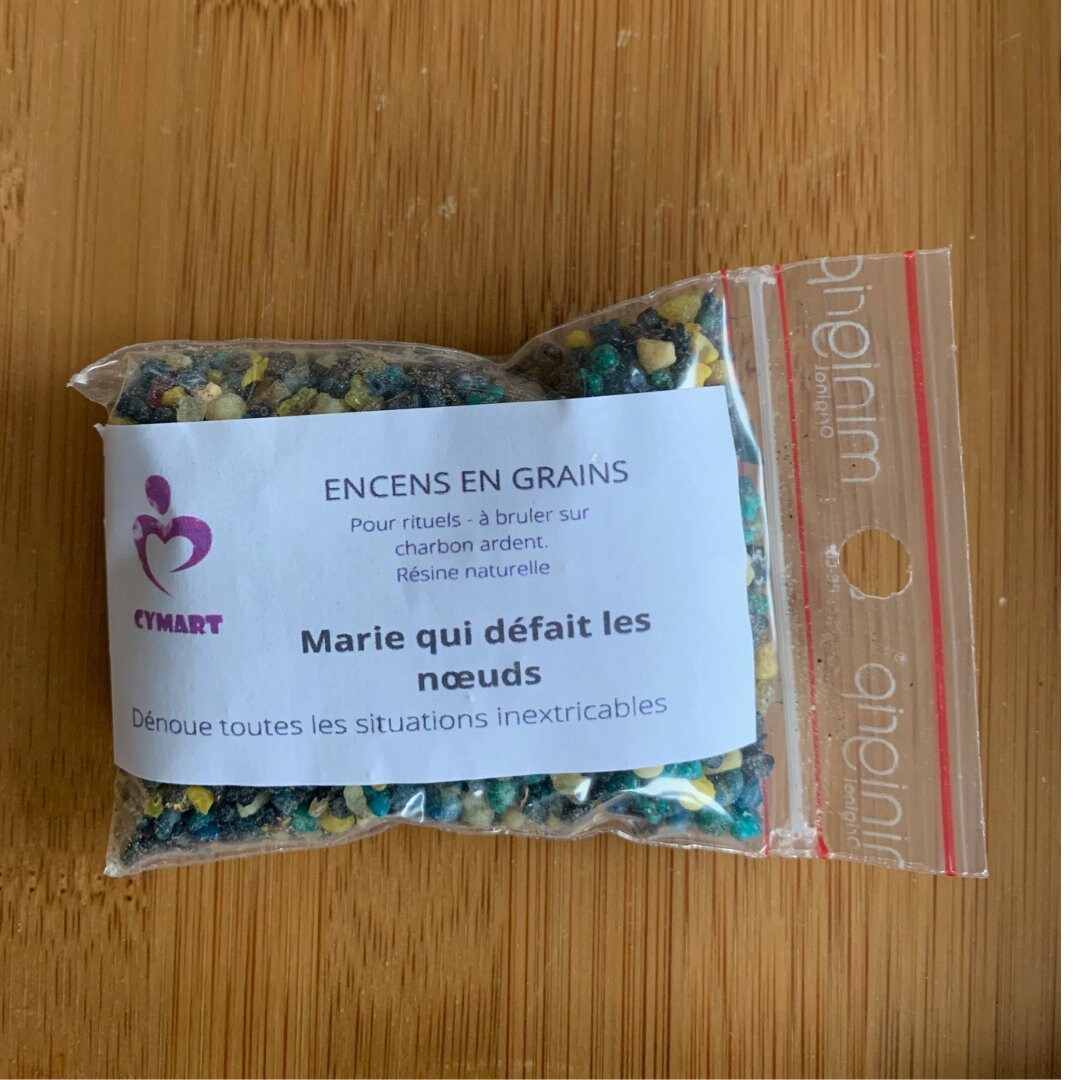 ENCENS EN GRAINS
Pour rituels - à bruler sur
charbon ardent.
Résine naturelle
CYMART
Marie qui défait les
nœuds
Dénoue toutes les situations inextricables